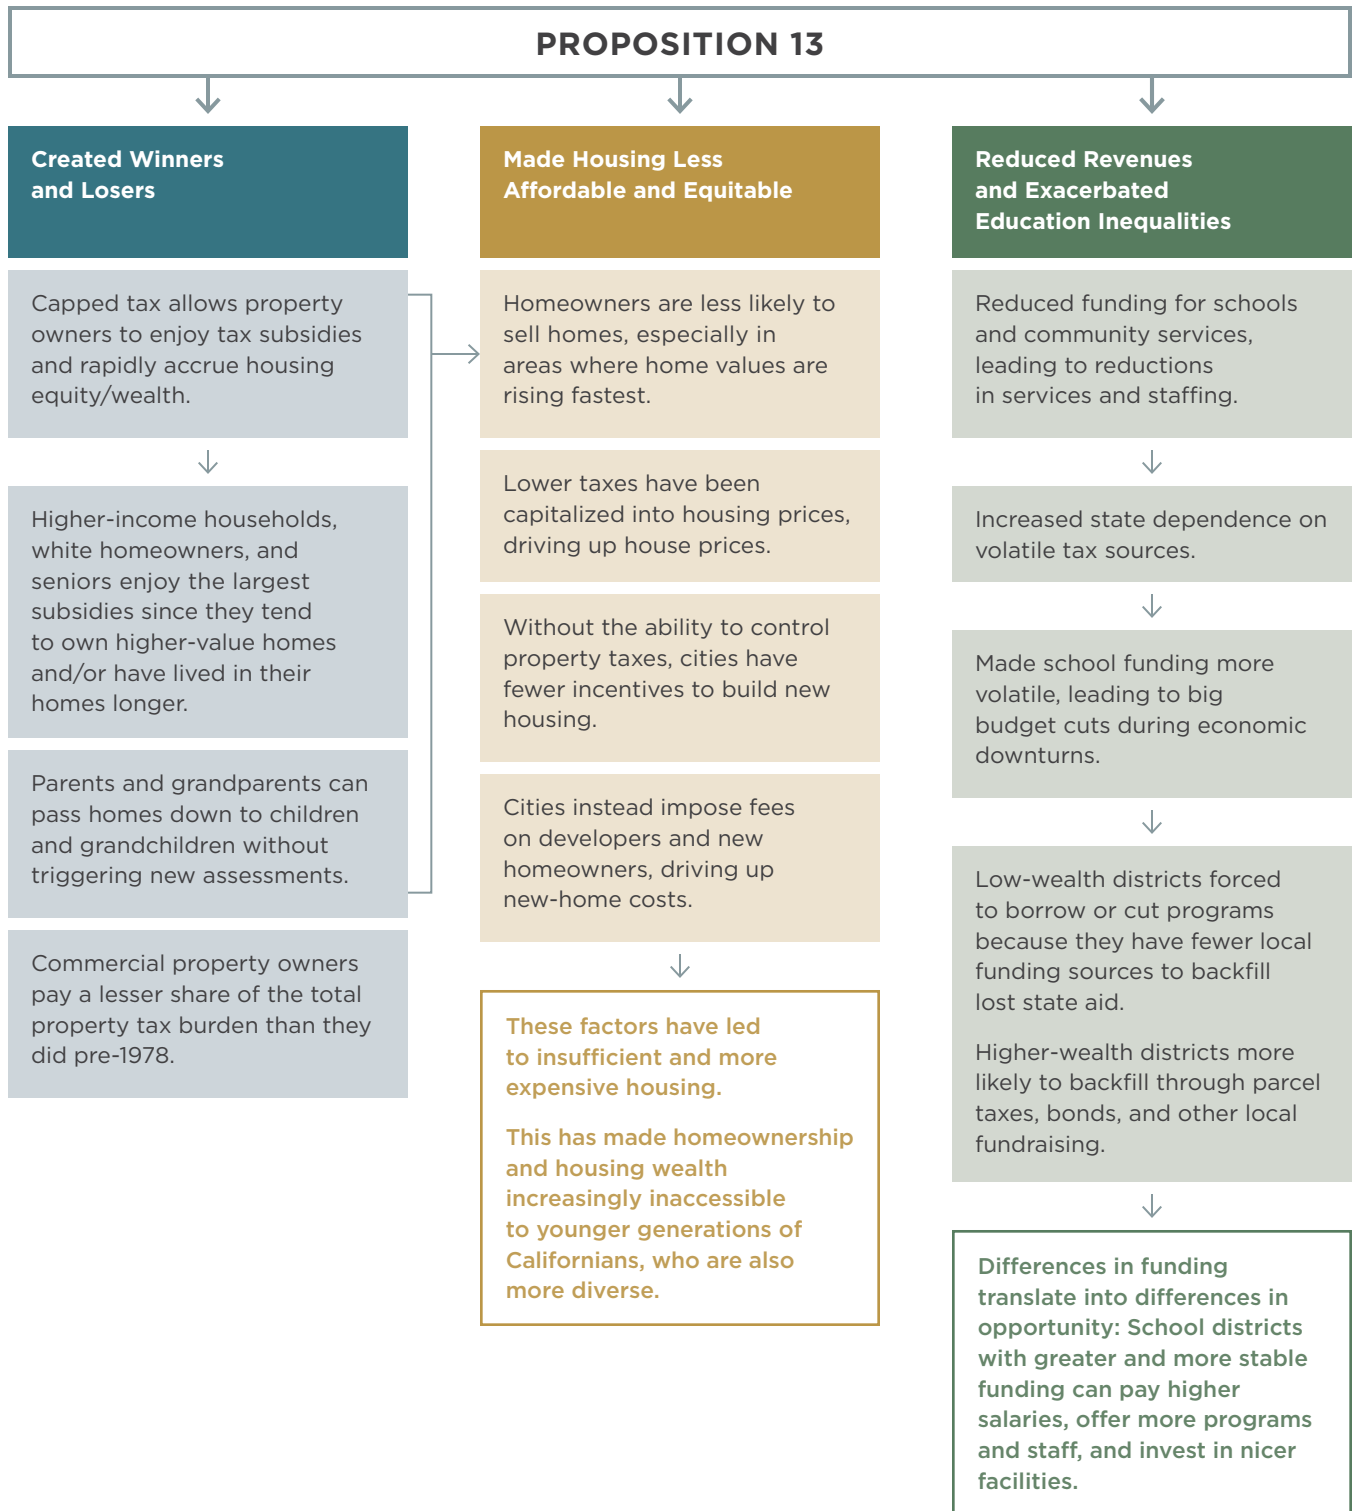 PROPOSITION 13
Created Winners
and Losers
Capped tax allows property
owners to enjoy tax subsidies
and rapidly accrue housing
equity/wealth.
Higher-income households,
white homeowners, and
seniors enjoy the largest
subsidies since they tend
to own higher-value homes
and/or have lived in their
homes longer.
Parents and grandparents can
pass homes down to children
and grandchildren without
triggering new assessments.
Commercial property owners
pay a lesser share of the total
property tax burden than they
did pre-1978.
Made Housing Less
Affordable and Equitable
Homeowners are less likely to
sell homes, especially in
areas where home values are
rising fastest.
Lower taxes have been
capitalized into housing prices,
driving up house prices.
Without the ability to control
property taxes, cities have
fewer incentives to build new
housing.
Cities instead impose fees
on developers and new
homeowners, driving up
new-home costs.
These factors have led
to insufficient and more
expensive housing.
This has made homeownership
and housing wealth
increasingly inaccessible
to younger generations of
Californians, who are also
more diverse.
Reduced Revenues
and Exacerbated
Education Inequalities
Reduced funding for schools
and community services,
leading to reductions
in services and staffing.
Increased state dependence on
volatile tax sources.
Made school funding more
volatile, leading to big
budget cuts during economic
downturns.
Low-wealth districts forced
to borrow or cut programs
because they have fewer local
funding sources to backfill
lost state aid.
Higher-wealth districts more
likely to backfill through parcel
taxes, bonds, and other local
fundraising.
Differences in funding
translate into differences in
opportunity: School districts
with greater and more stable
funding can pay higher
salaries, offer more programs
and staff, and invest in nicer
facilities.